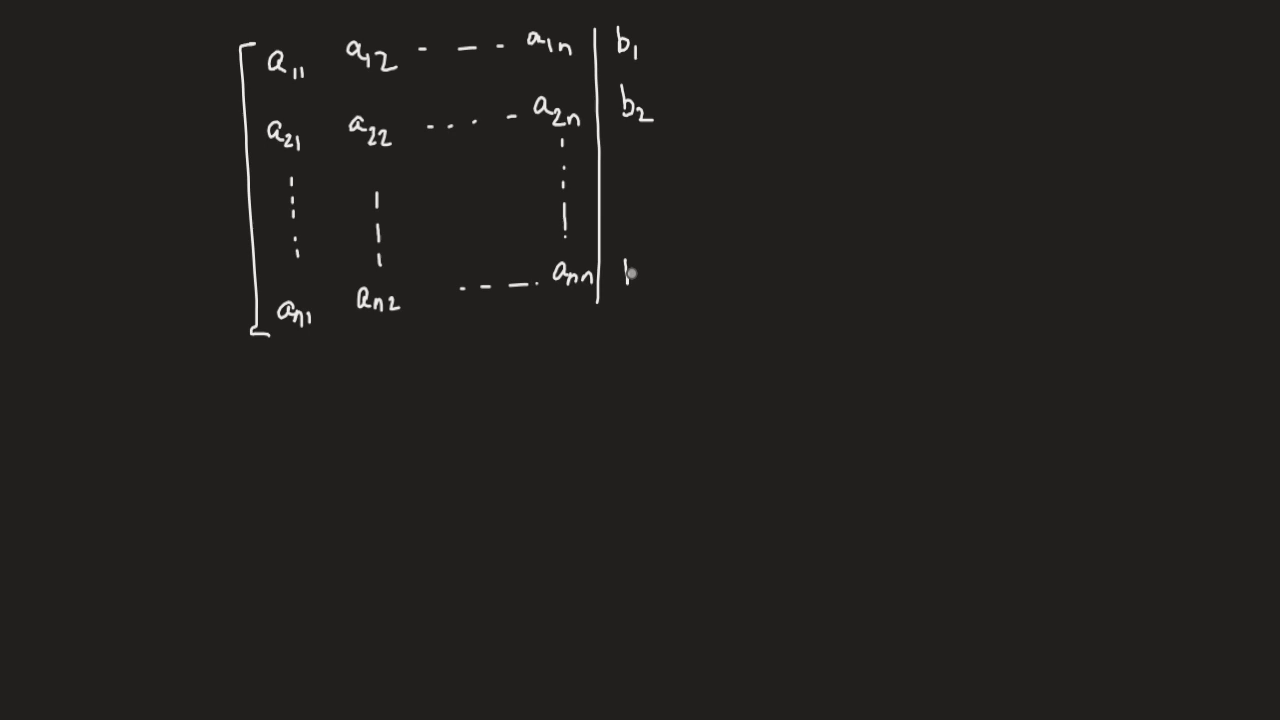 a11 a12 - — - a1n | b1
a21 a22 - . . . - a2n | b2
an1 an2 - - — . ann |